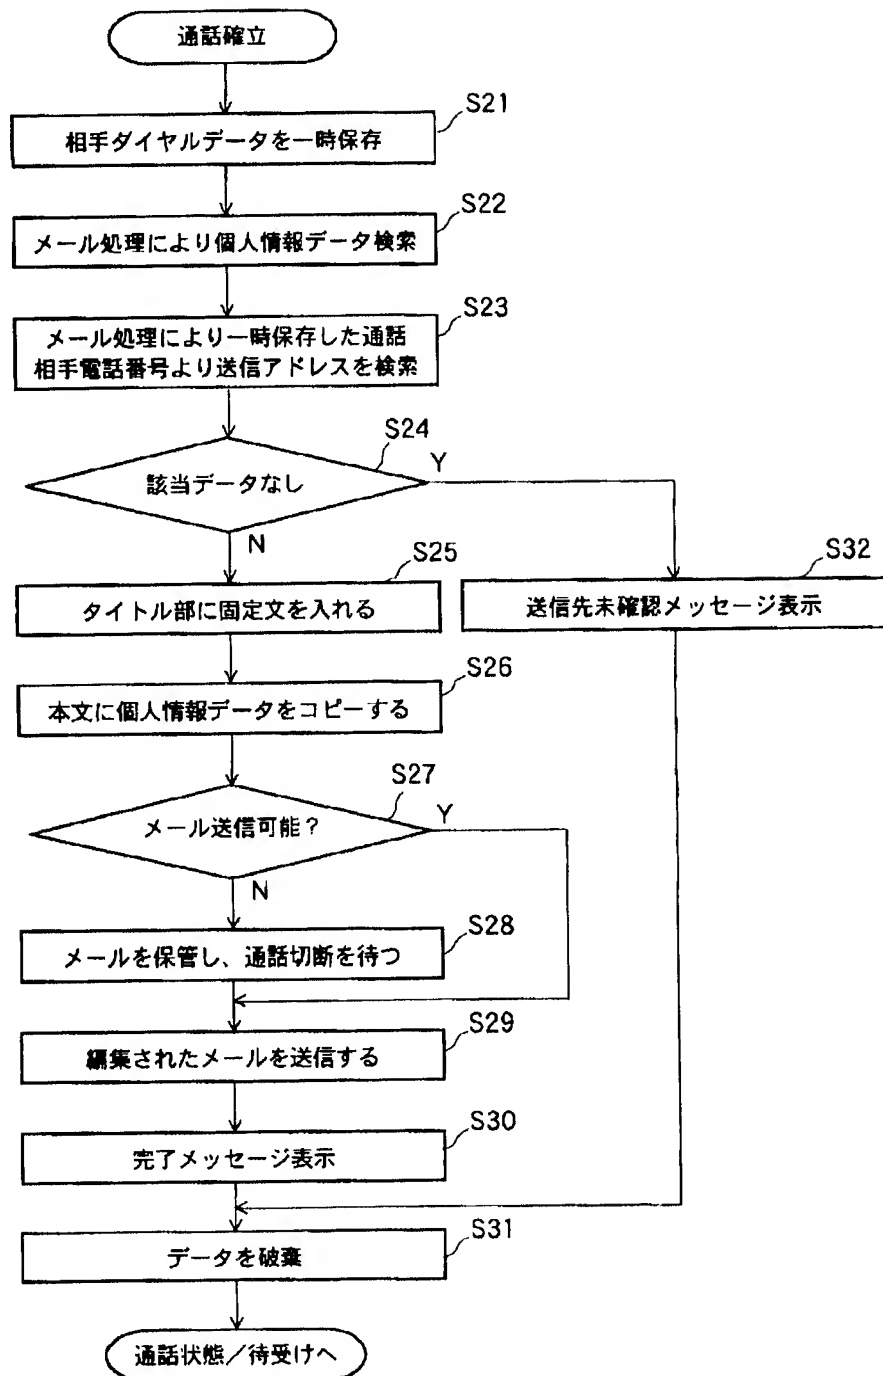 通話確立
S21
相手ダイヤルデータを一時保存
S22
メール処理により個人情報データ検索
S23
メール処理により一時保存した通話
相手電話番号より送信アドレスを検索
S24
該当データなし
Y
N
S25
タイトル部に固定文を入れる
S32
送信先未確認メッセージ表示
S26
本文に個人情報データをコピーする
S27
メール送信可能?
Y
N
S28
メールを保管し、通話切断を待つ
S29
編集されたメールを送信する
S30
完了メッセージ表示
S31
データを破棄
通話状態/待受けへ